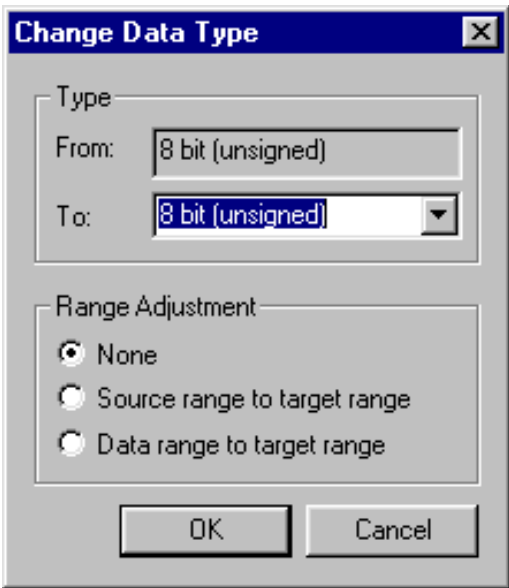 Change Data Type
Type
From: 8 bit (unsigned)
To: 8 bit (unsigned)
Range Adjustment
None
Source range to target range
Data range to target range
OK Cancel